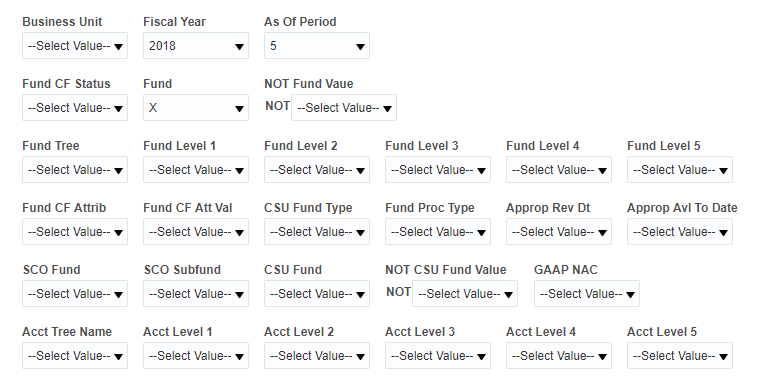 Business Unit Fiscal Year As Of Period
--Select Value-- 2018 5
Fund CF Status Fund NOT Fund Vaue
--Select Value-- X NOT --Select Value--
Fund Tree Fund Level 1 Fund Level 2 Fund Level 3 Fund Level 4 Fund Level 5
--Select Value-- --Select Value-- --Select Value-- --Select Value-- --Select Value-- --Select Value--
Fund CF Attrib Fund CF Att Val CSU Fund Type Fund Proc Type Approp Rev Dt Approp Avl To Date
--Select Value-- --Select Value-- --Select Value-- --Select Value-- --Select Value-- --Select Value--
SCO Fund SCO Subfund CSU Fund NOT CSU Fund Value GAAP NAC
--Select Value-- --Select Value-- --Select Value-- NOT --Select Value-- --Select Value--
Acct Tree Name Acct Level 1 Acct Level 2 Acct Level 3 Acct Level 4 Acct Level 5
--Select Value-- --Select Value-- --Select Value-- --Select Value-- --Select Value-- --Select Value--